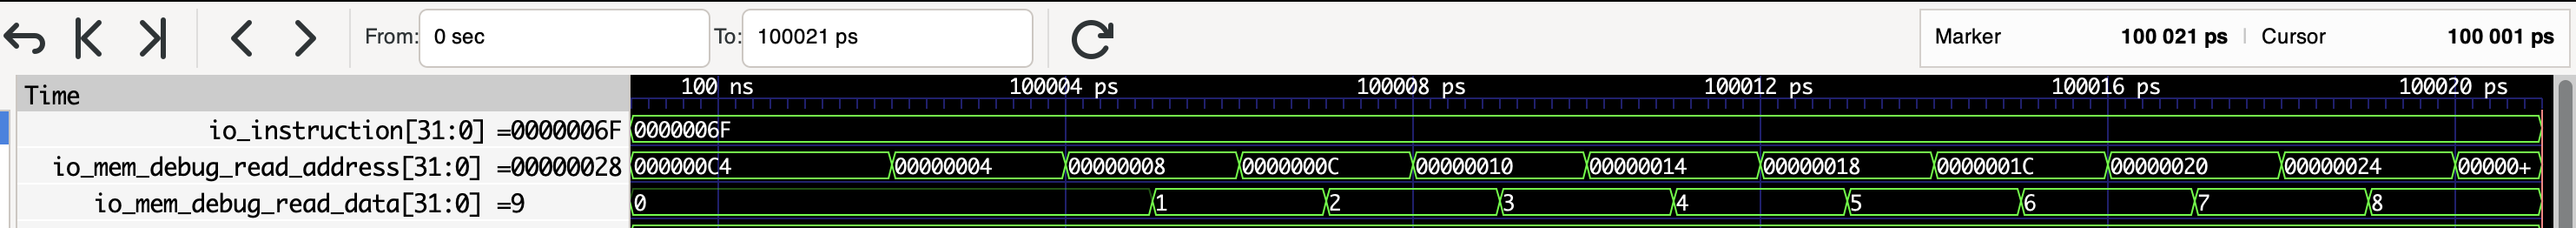 From: 0 sec To: 100021 ps Marker 100 021 ps | Cursor 100 001 ps
Time 100 ns 100004 ps 100008 ps 100012 ps 100016 ps 100020 ps
io_instruction[31:0] =0000006F 0000006F
io_mem_debug_read_address[31:0] =00000028 000000C4 00000004 00000008 0000000C 00000010 00000014 00000018 0000001C 00000020 00000024 00000+
io_mem_debug_read_data[31:0] =9 0 1 2 3 4 5 6 7 8